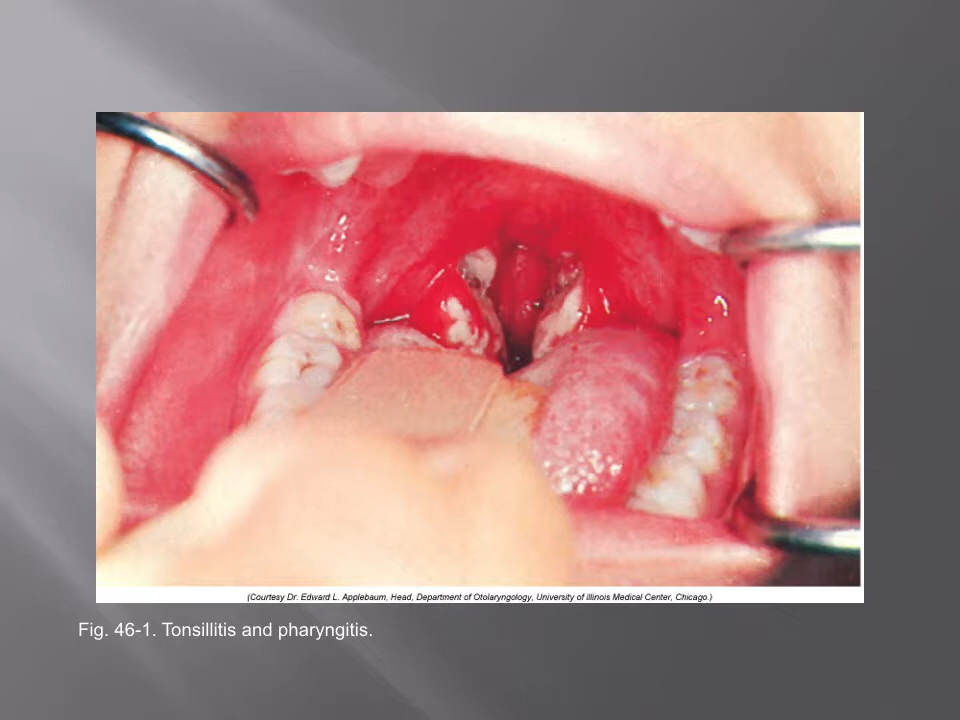 (Courtesy Dr. Edward L. Applebaum, Head, Department of Otolaryngology, University of Illinois Medical Center, Chicago.)
Fig. 46-1. Tonsillitis and pharyngitis.